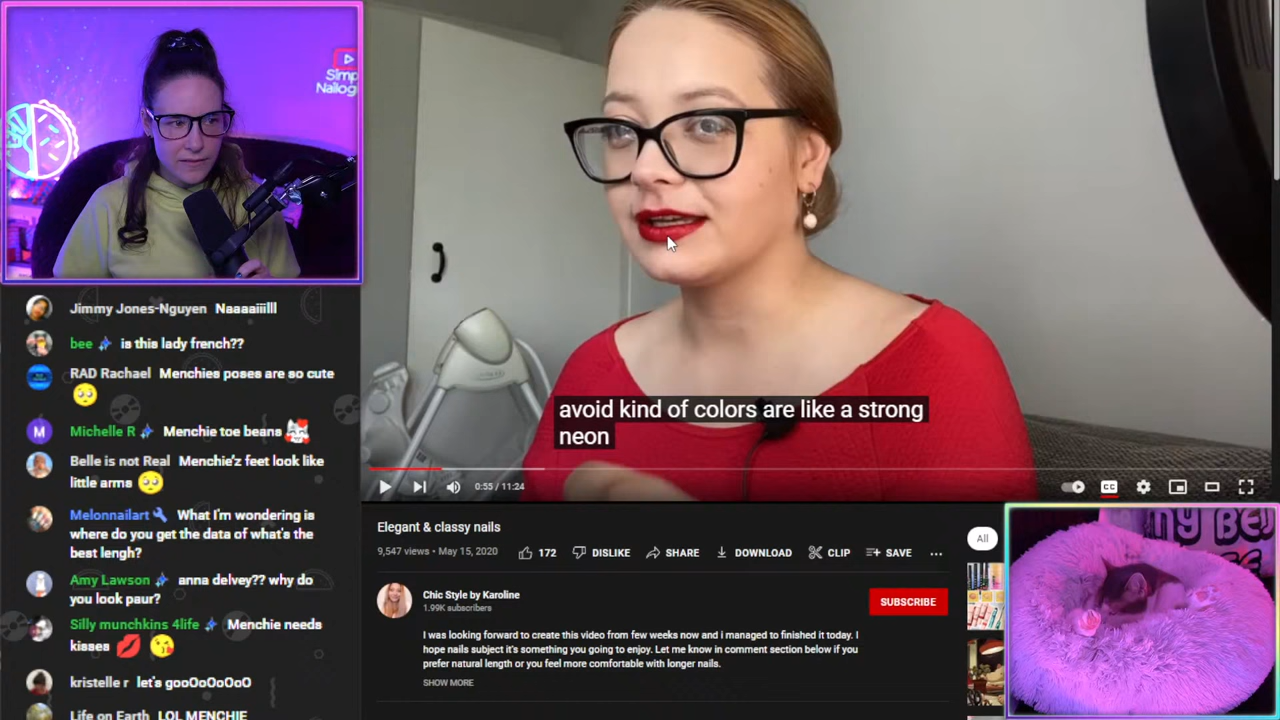 Simp
Nailog
Jimmy Jones-Nguyen Naaaaiiilll
bee is this lady french??
RAD Rachael Menchies poses are so cute
Michelle R Menchie toe beans
Belle is not Real Menchie'z feet look like
little arms
Melonnailart What I'm wondering is
where do you get the data of what's the
best lengh?
Amy Lawson anna delvey?? why do
you look paur?
Silly munchkins 4life Menchie needs
kisses
kristelle r let's gooOoOoOoO
Life on Earth LOL MENCHIE
avoid kind of colors are like a strong
neon
0:55 / 11:24
CC
Elegant & classy nails
9,547 views • May 15, 2020
172
DISLIKE
SHARE
DOWNLOAD
CLIP
SAVE
All
Chic Style by Karoline
1.99K subscribers
SUBSCRIBE
I was looking forward to create this video from few weeks now and i managed to finished it today. I
hope nails subject it's something you going to enjoy. Let me know in comment section below if you
prefer natural length or you feel more comfortable with longer nails.
SHOW MORE
M